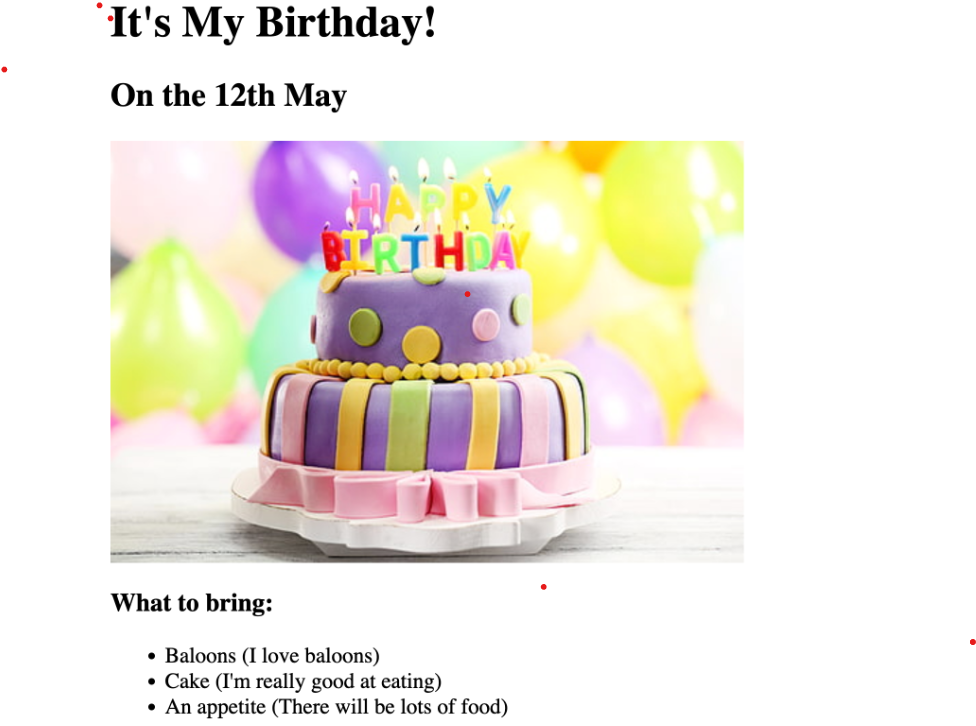 It's My Birthday!
On the 12th May
HAPPY
BIRTHDAY
What to bring:
Baloons (I love baloons)
Cake (I'm really good at eating)
An appetite (There will be lots of food)